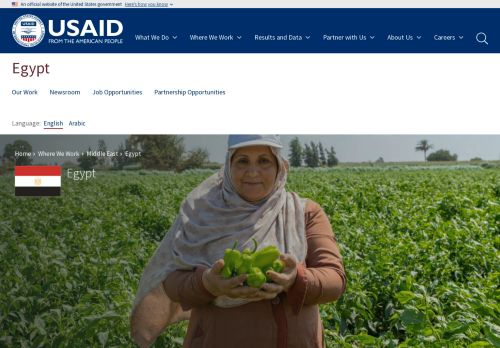 An official website of the United States government Here's how you know
USAID
FROM THE AMERICAN PEOPLE
What We Do
Where We Work
Results and Data
Partner with Us
About Us
Careers
Egypt
Our Work
Newsroom
Job Opportunities
Partnership Opportunities
Language: English Arabic
Home › Where We Work › Middle East › Egypt
Egypt